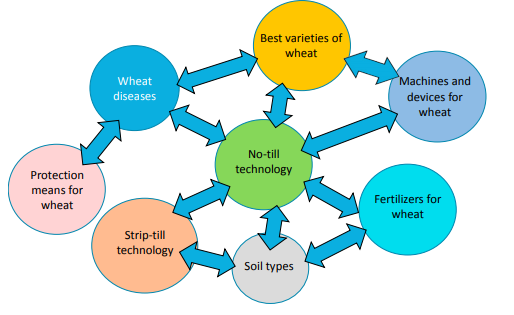 Best varieties of
wheat
Wheat
diseases
Machines and
devices for
wheat
No-till
technology
Protection
means for
wheat
Fertilizers for
wheat
Strip-till
technology
Soil types